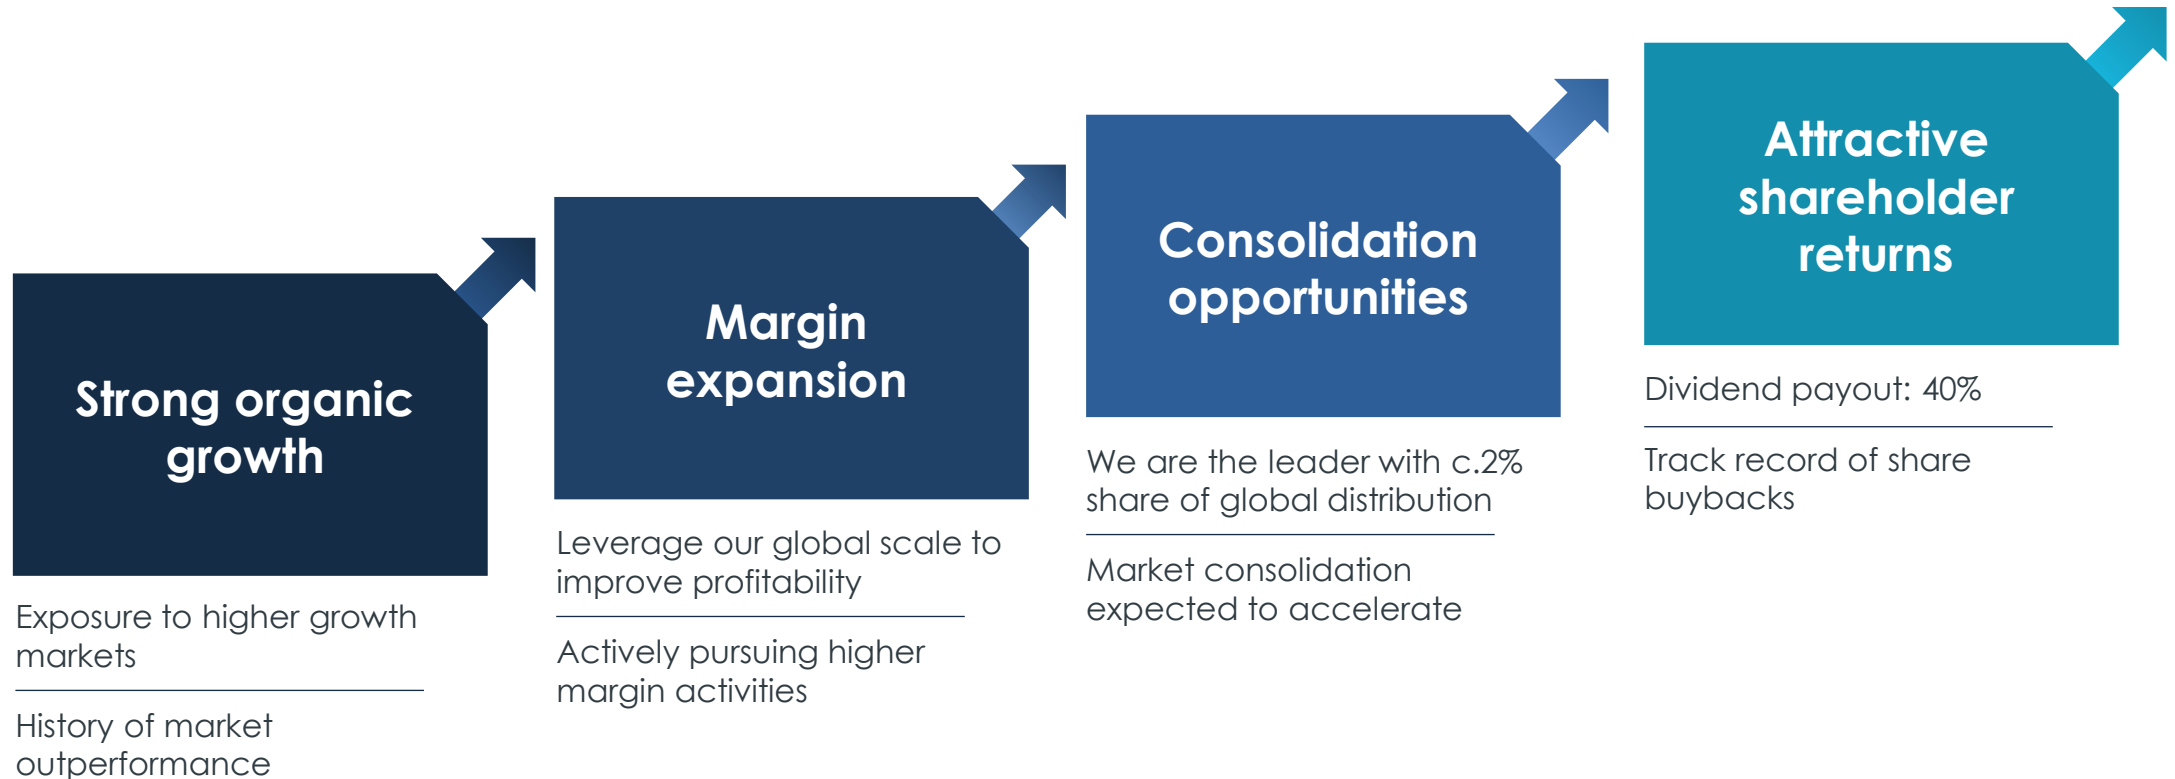 Strong organic
growth
Exposure to higher growth
markets
History of market
outperformance
Margin
expansion
Leverage our global scale to
improve profitability
Actively pursuing higher
margin activities
Consolidation
opportunities
We are the leader with c.2%
share of global distribution
Market consolidation
expected to accelerate
Attractive
shareholder
returns
Dividend payout: 40%
Track record of share
buybacks